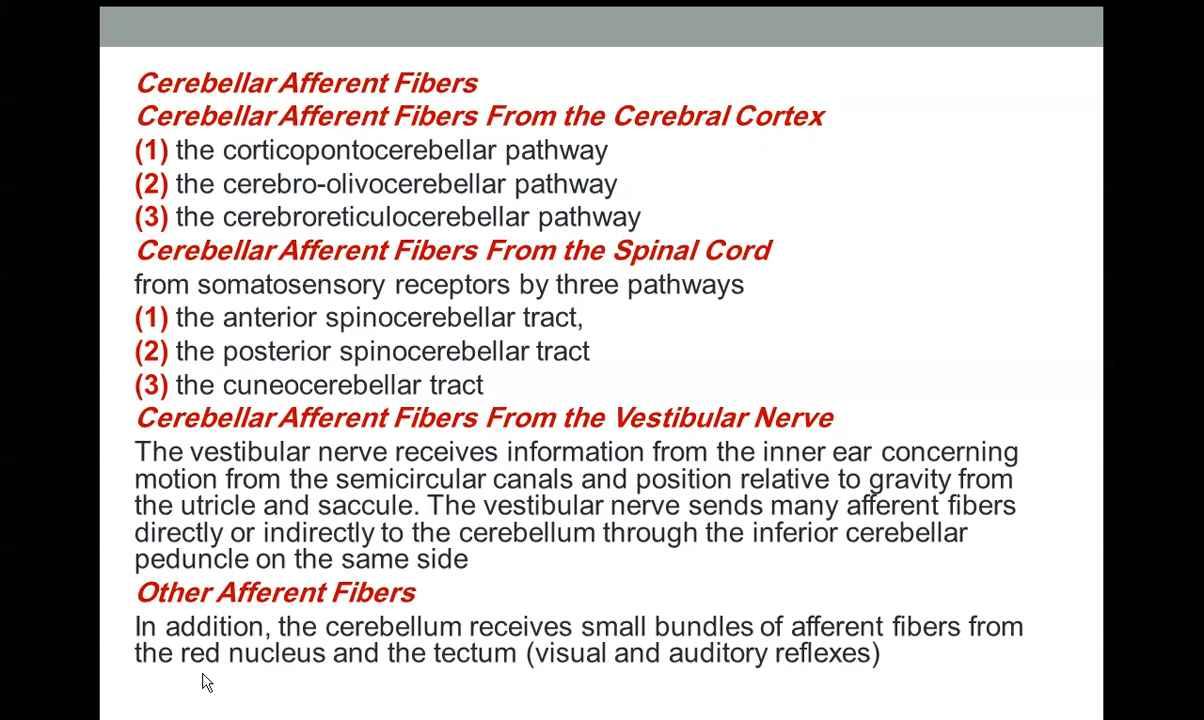 Cerebellar Afferent Fibers
Cerebellar Afferent Fibers From the Cerebral Cortex
(1) the corticopontocerebellar pathway
(2) the cerebro-olivocerebellar pathway
(3) the cerebroreticulocerebellar pathway
Cerebellar Afferent Fibers From the Spinal Cord
from somatosensory receptors by three pathways
(1) the anterior spinocerebellar tract,
(2) the posterior spinocerebellar tract
(3) the cuneocerebellar tract
Cerebellar Afferent Fibers From the Vestibular Nerve
The vestibular nerve receives information from the inner ear concerning
motion from the semicircular canals and position relative to gravity from
the utricle and saccule. The vestibular nerve sends many afferent fibers
directly or indirectly to the cerebellum through the inferior cerebellar
peduncle on the same side
Other Afferent Fibers
In addition, the cerebellum receives small bundles of afferent fibers from
the red nucleus and the tectum (visual and auditory reflexes)